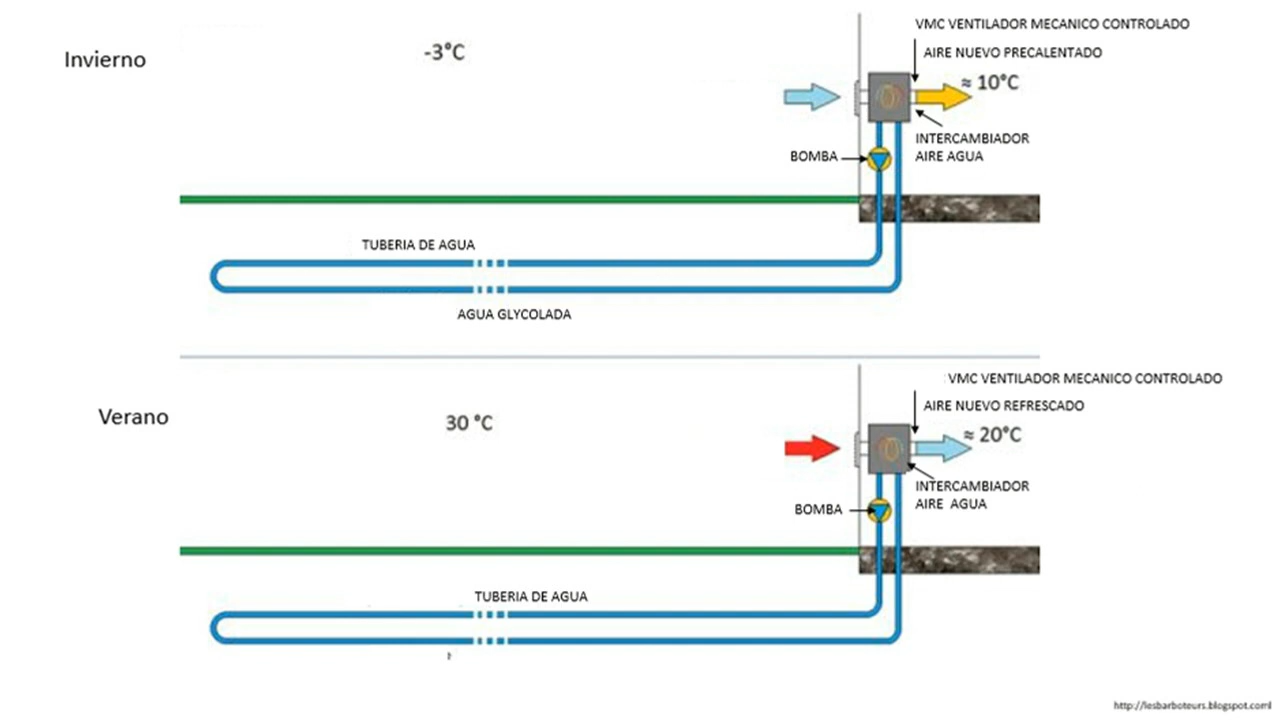 VMC VENTILADOR MECANICO CONTROLADO
Invierno
-3°C
AIRE NUEVO PRECALENTADO
≈ 10°C
INTERCAMBIADOR
AIRE AGUA
BOMBA
TUBERIA DE AGUA
AGUA GLYCOLADA
VMC VENTILADOR MECANICO CONTROLADO
Verano
30 °C
AIRE NUEVO REFRESCADO
≈ 20°C
INTERCAMBIADOR
AIRE AGUA
BOMBA
TUBERIA DE AGUA
http://lesbarboteurs.blogspot.com/